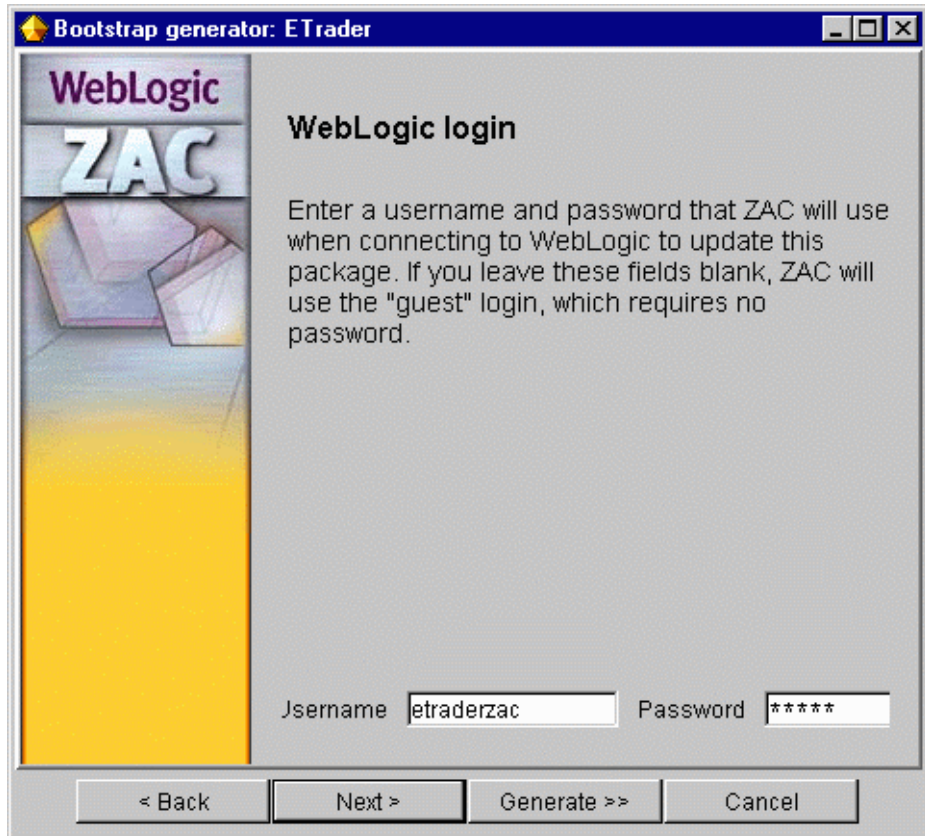 Bootstrap generator: ETrader
WebLogic
ZAC
WebLogic login
Enter a username and password that ZAC will use
when connecting to WebLogic to update this
package. If you leave these fields blank, ZAC will
use the "guest" login, which requires no
password.
Username etraderzac Password *****
< Back Next > Generate >> Cancel